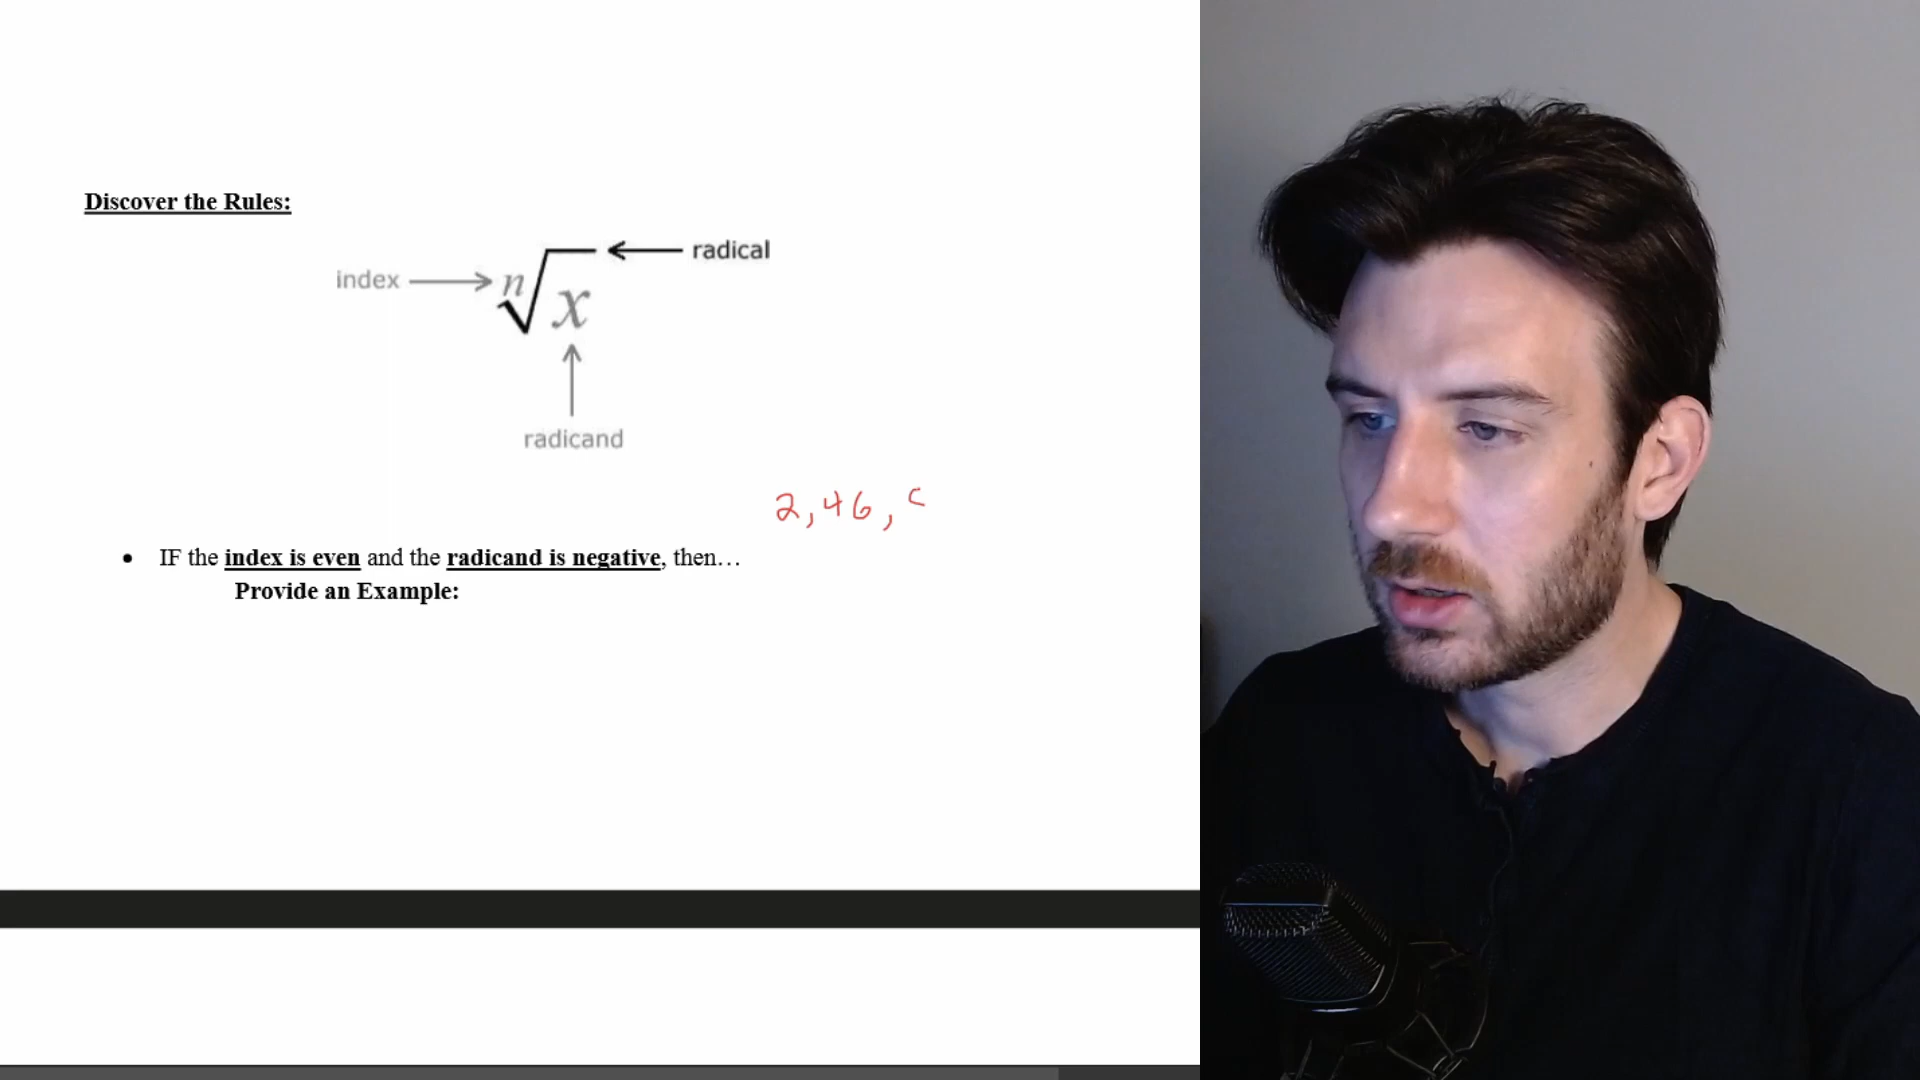 Discover the Rules:
radical
index
n
x
radicand
2, 4 6,
IF the index is even and the radicand is negative, then…
Provide an Example: